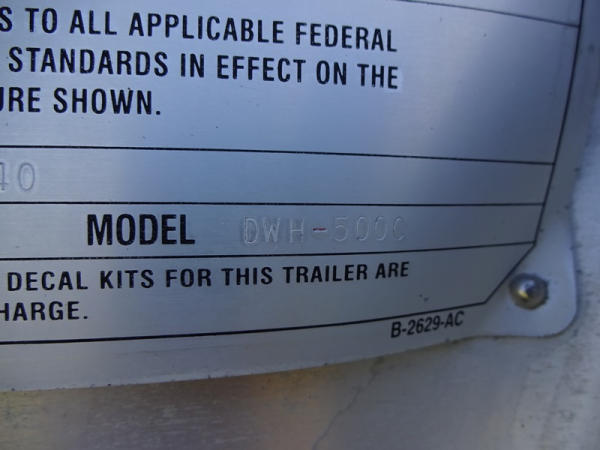 S TO ALL APPLICABLE FEDERAL
STANDARDS IN EFFECT ON THE
URE SHOWN.
40
MODEL DWH-500C
DECAL KITS FOR THIS TRAILER ARE
HARGE.
B-2629-AC